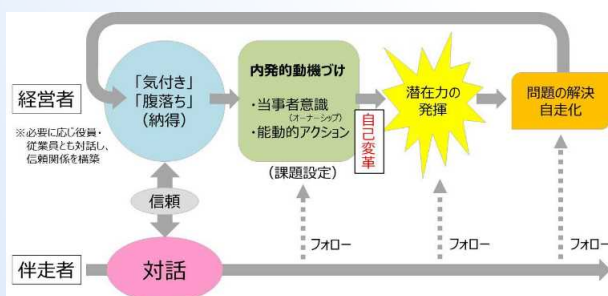 経営者
※必要に応じ役員・
従業員とも対話し、
信頼関係を構築
「気付き」
「腹落ち」
(納得)
内発的動機づけ
・当事者意識
(オーナーシップ)
・能動的アクション
(課題設定)
自己変革
潜在力の
発揮
問題の解決
自走化
信頼
フォロー
フォロー
フォロー
伴走者
対話